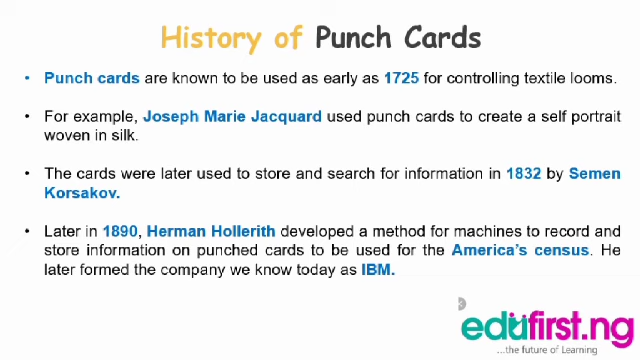 History of Punch Cards
• Punch cards are known to be used as early as 1725 for controlling textile looms.
• For example, Joseph Marie Jacquard used punch cards to create a self portrait
woven in silk.
• The cards were later used to store and search for information in 1832 by Semen
Korsakov.
• Later in 1890, Herman Hollerith developed a method for machines to record and
store information on punched cards to be used for the America's census. He
later formed the company we know today as IBM.
edufirst.ng
...the future of Learning